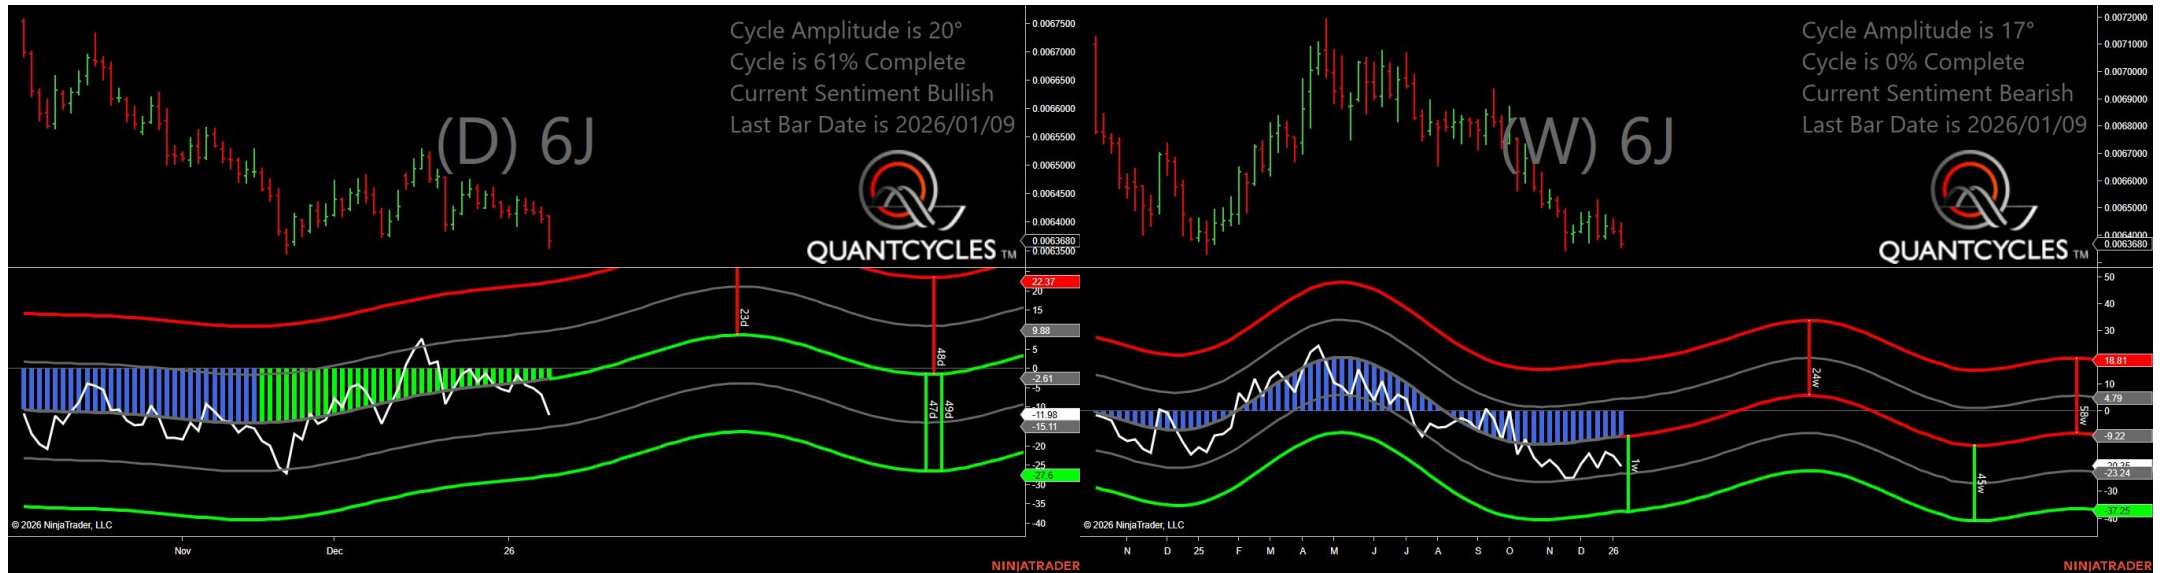 Cycle Amplitude is 20°
Cycle is 61% Complete
Current Sentiment Bullish
Last Bar Date is 2026/01/09
(D) 6J
QUANTCYCLES TM
0.0067500
0.0067000
0.0066500
0.0066000
0.0065500
0.0065000
0.0064500
0.0064000
0.0063680
0.0063500
22.37
20
15
9.88
5
0
-2.61
-5
-11.98
-15.11
-20
-25
-27.6
-30
-35
-40
23d
48d
47d
49d
© 2026 NinjaTrader, LLC
Nov
Dec
26
NINJATRADER
Cycle Amplitude is 17°
Cycle is 0% Complete
Current Sentiment Bearish
Last Bar Date is 2026/01/09
(W) 6J
QUANTCYCLES TM
0.0072000
0.0071000
0.0070000
0.0069000
0.0068000
0.0067000
0.0066000
0.0065000
0.0064000
0.0063680
50
40
30
18.81
10
4.79
0
-9.22
-23.24
-30
-37.25
-40
1w
24w
45w
58w
© 2026 NinjaTrader, LLC
N D 25 F M A M J J A S O N D 26
NINJATRADER